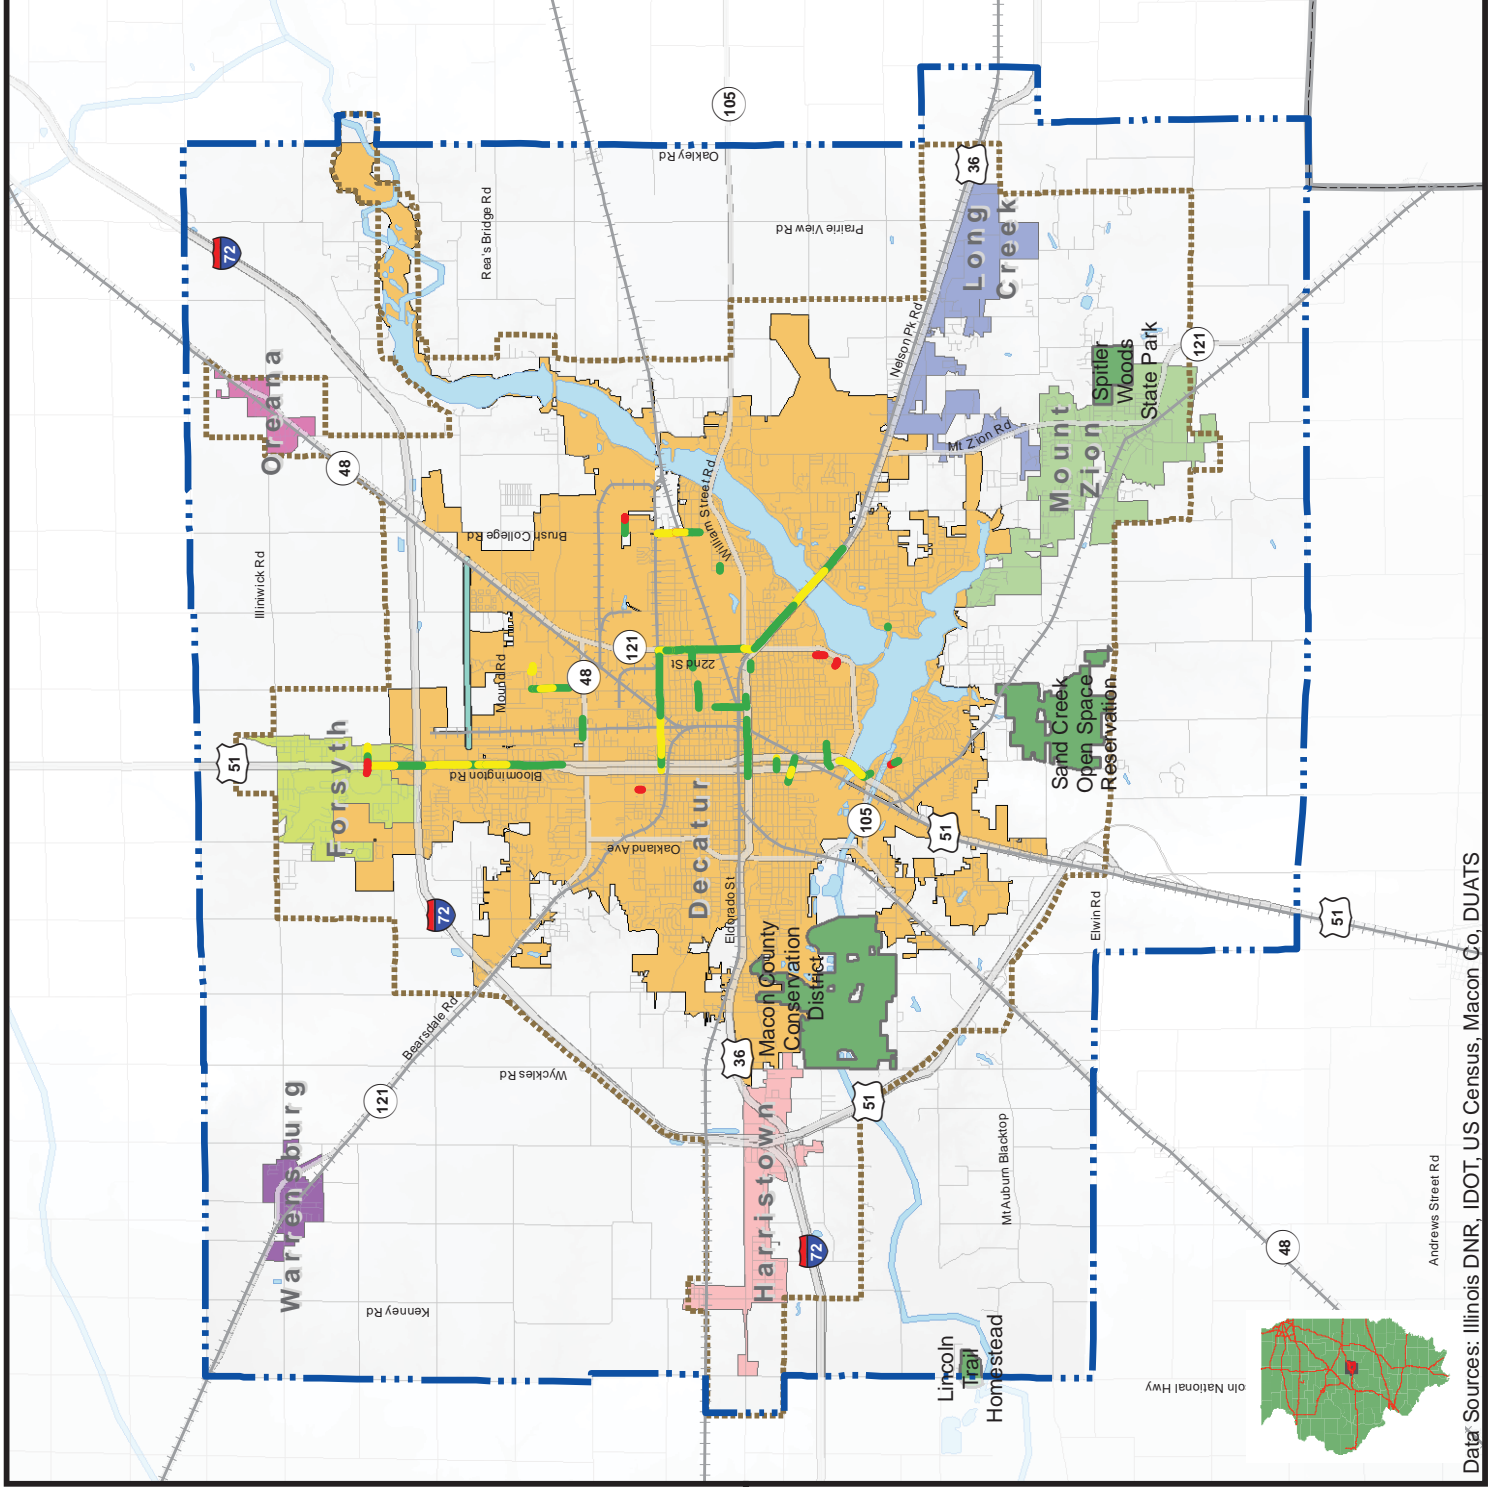 105
Oakley Rd
36
72
Rea's Bridge Rd
Prairie View Rd
Long
Creek
Nelson Pk Rd
Spitler
Woods
State Park
121
Oreana
48
Mt Zion Rd
Mount
Zion
William Street Rd
Brush College Rd
Illiniwick Rd
121
22nd St
48
Mound Rd
Sand Creek
Open Space
Reservation
51
Forsyth
Bloomington Rd
Decatur
105
51
Oakland Ave
72
Eldorado St
Elwin Rd
51
Macon County
Conservation
District
Bearsdale Rd
36
Wyckles Rd
121
51
Warrensburg
Harristown
Mt Auburn Blacktop
72
48
Andrews Street Rd
Kenney Rd
Lincoln
Trail
Homestead
oln National Hwy
Data Sources: Illinois DNR, IDOT, US Census, Macon Co, DUATS